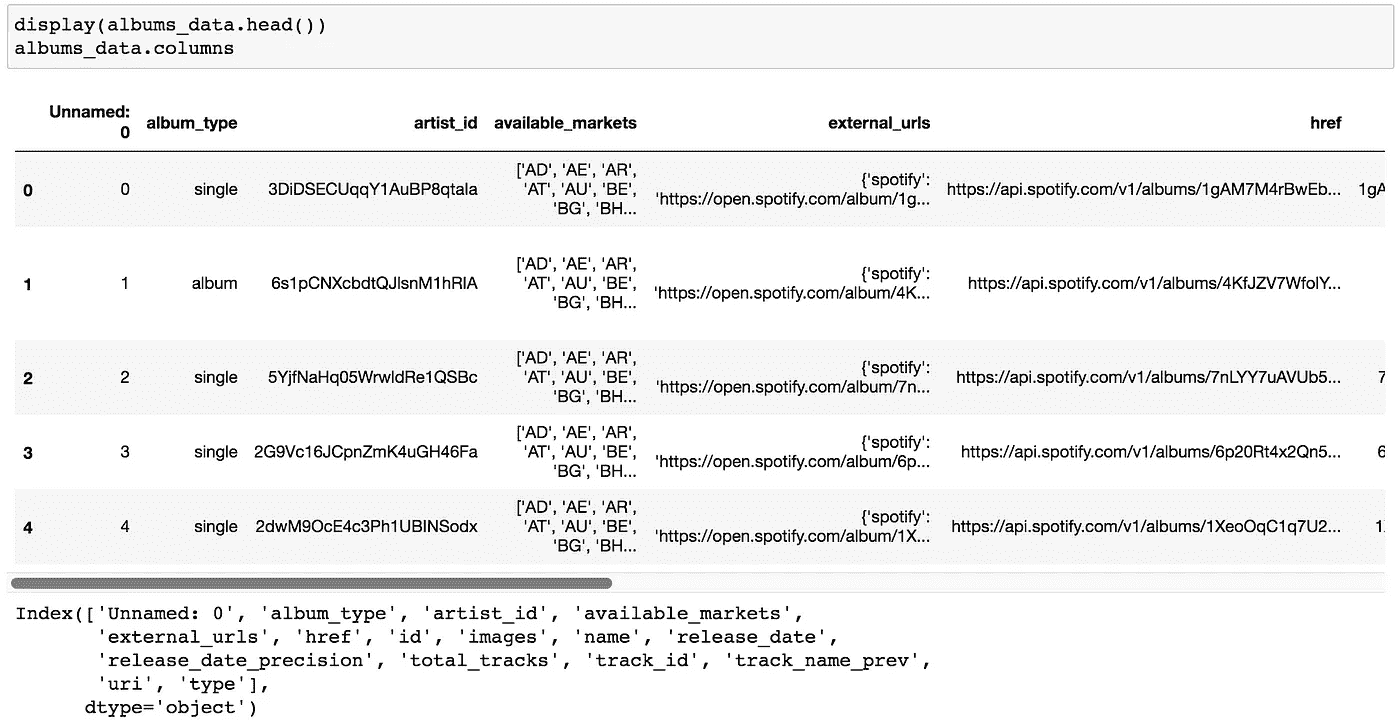 display(albums_data.head())
albums_data.columns
Unnamed: 0 album_type artist_id available_markets external_urls href
0 0 single 3DiDSECUqqY1AuBP8qtaIa ['AD', 'AE', 'AR', 'AT', 'AU', 'BE', 'BG', 'BH... {'spotify': 'https://open.spotify.com/album/1g... https://api.spotify.com/v1/albums/1gAM7M4rBwEb... 1gA
1 1 album 6s1pCNXcbdtQJlsnM1hRIA ['AD', 'AE', 'AR', 'AT', 'AU', 'BE', 'BG', 'BH... {'spotify': 'https://open.spotify.com/album/4K... https://api.spotify.com/v1/albums/4KfJZV7WfolY...
2 2 single 5YjfNaHq05WrwldRe1QSBc ['AD', 'AE', 'AR', 'AT', 'AU', 'BE', 'BG', 'BH... {'spotify': 'https://open.spotify.com/album/7n... https://api.spotify.com/v1/albums/7nLYY7uAVUb5... 7
3 3 single 2G9Vc16JCpnZmK4uGH46Fa ['AD', 'AE', 'AR', 'AT', 'AU', 'BE', 'BG', 'BH... {'spotify': 'https://open.spotify.com/album/6p... https://api.spotify.com/v1/albums/6p20Rt4x2Qn5... 6
4 4 single 2dwM9OcE4c3Ph1UBINSodx ['AD', 'AE', 'AR', 'AT', 'AU', 'BE', 'BG', 'BH... {'spotify': 'https://open.spotify.com/album/1X... https://api.spotify.com/v1/albums/1XeoOqC1q7U2... 1
Index(['Unnamed: 0', 'album_type', 'artist_id', 'available_markets',
'external_urls', 'href', 'id', 'images', 'name', 'release_date',
'release_date_precision', 'total_tracks', 'track_id', 'track_name_prev',
'uri', 'type'],
dtype='object')